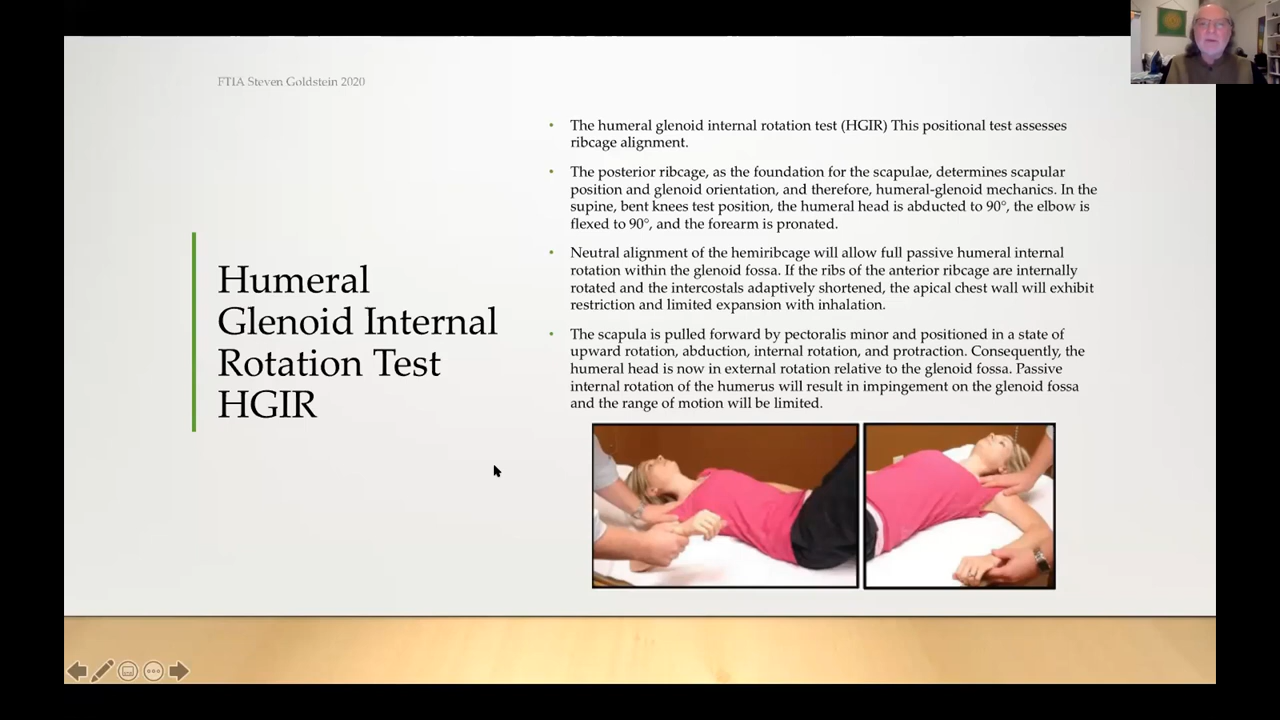 FTIA Steven Goldstein 2020
Humeral
Glenoid Internal
Rotation Test
HGIR
• The humeral glenoid internal rotation test (HGIR) This positional test assesses
ribcage alignment.
• The posterior ribcage, as the foundation for the scapulae, determines scapular
position and glenoid orientation, and therefore, humeral-glenoid mechanics. In the
supine, bent knees test position, the humeral head is abducted to 90°, the elbow is
flexed to 90°, and the forearm is pronated.
• Neutral alignment of the hemiribcage will allow full passive humeral internal
rotation within the glenoid fossa. If the ribs of the anterior ribcage are internally
rotated and the intercostals adaptively shortened, the apical chest wall will exhibit
restriction and limited expansion with inhalation.
• The scapula is pulled forward by pectoralis minor and positioned in a state of
upward rotation, abduction, internal rotation, and protraction. Consequently, the
humeral head is now in external rotation relative to the glenoid fossa. Passive
internal rotation of the humerus will result in impingement on the glenoid fossa
and the range of motion will be limited.